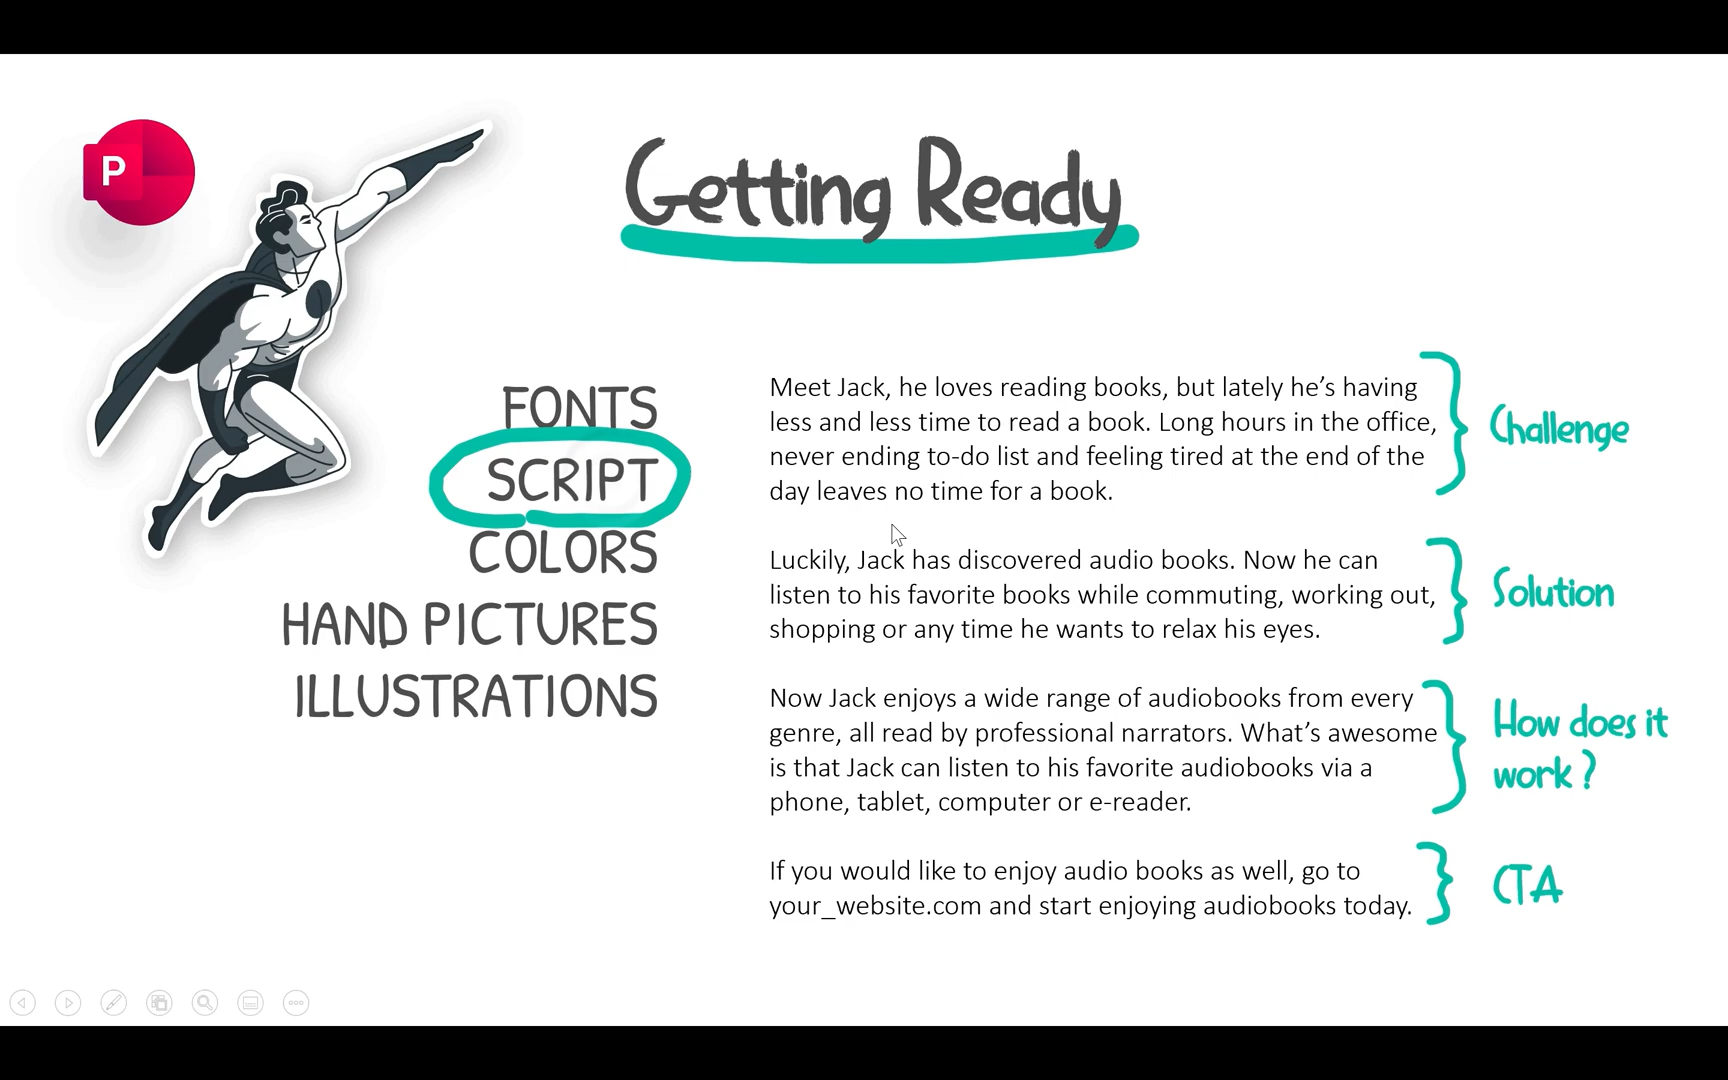 P
Getting Ready
FONTS
SCRIPT
COLORS
HAND PICTURES
ILLUSTRATIONS
Meet Jack, he loves reading books, but lately he’s having
less and less time to read a book. Long hours in the office,
never ending to-do list and feeling tired at the end of the
day leaves no time for a book.
Challenge
Luckily, Jack has discovered audio books. Now he can
listen to his favorite books while commuting, working out,
shopping or any time he wants to relax his eyes.
Solution
Now Jack enjoys a wide range of audiobooks from every
genre, all read by professional narrators. What’s awesome
is that Jack can listen to his favorite audiobooks via a
phone, tablet, computer or e-reader.
How does it
work ?
If you would like to enjoy audio books as well, go to
your_website.com and start enjoying audiobooks today.
CTA